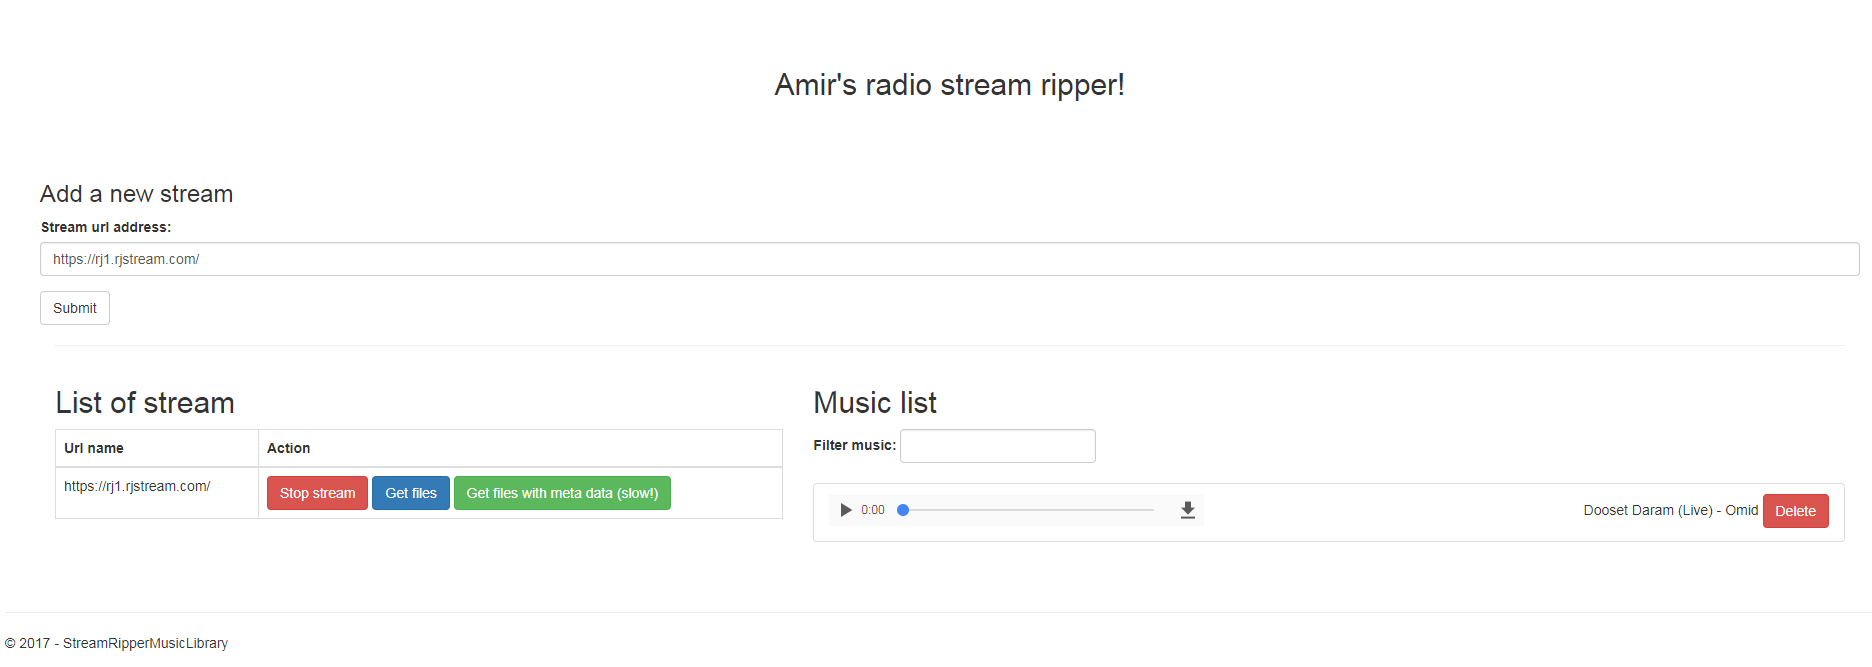 Amir's radio stream ripper!
Add a new stream
Stream url address:
https://rj1.rjstream.com/
Submit
List of stream
Url name Action
https://rj1.rjstream.com/ Stop stream Get files Get files with meta data (slow!)
Music list
Filter music:
0:00 Dooset Daram (Live) - Omid Delete
© 2017 - StreamRipperMusicLibrary